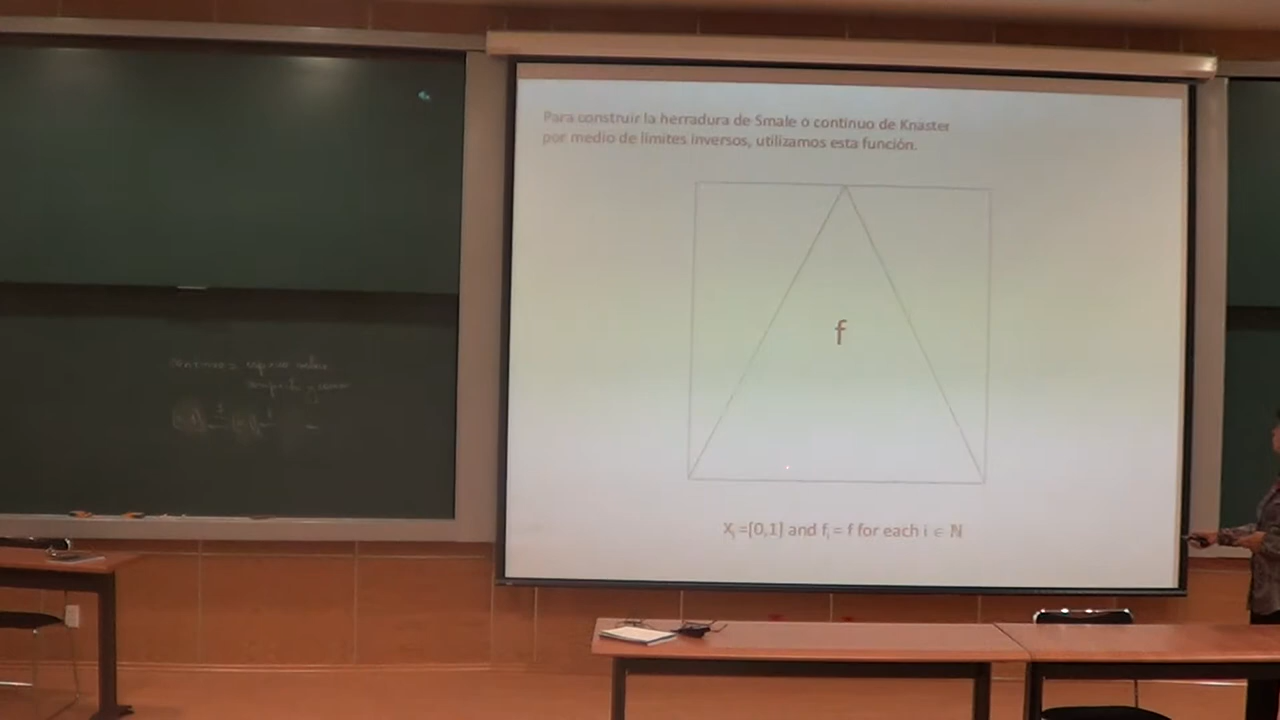 Para construir la herradura de Smale o continuo de Knaster
por medio de límites inversos, utilizamos esta función.
f
Xᵢ =[0,1] and fᵢ = f for each i ∈ ℕ